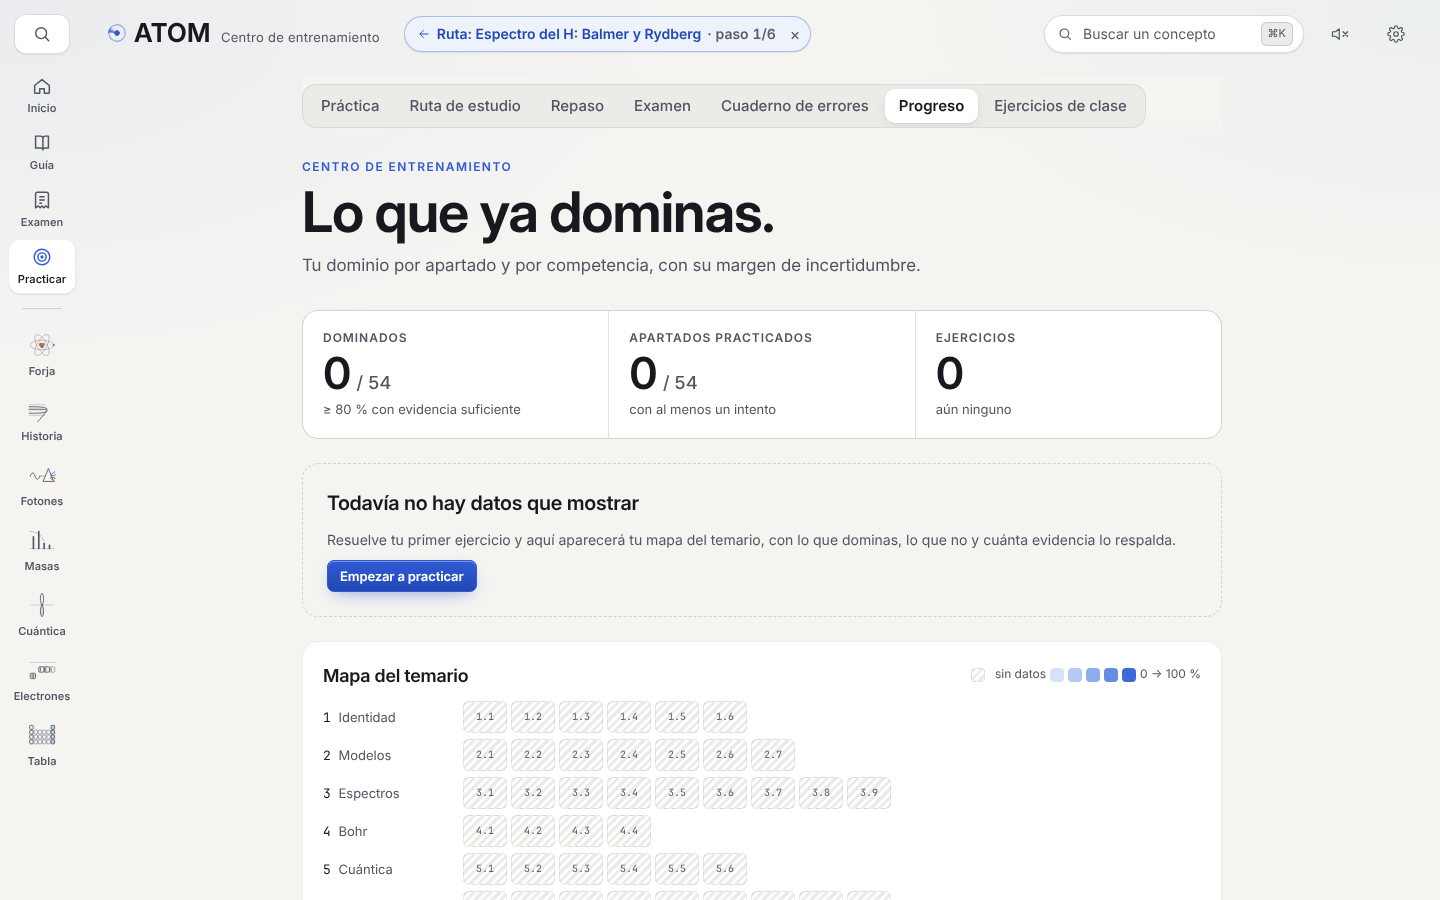 ATOM Centro de entrenamiento
← Ruta: Espectro del H: Balmer y Rydberg · paso 1/6 ×
Buscar un concepto ⌘K
Inicio
Guía
Examen
Practicar
Forja
Historia
Fotones
Masas
Cuántica
Electrones
Tabla
Práctica Ruta de estudio Repaso Examen Cuaderno de errores Progreso Ejercicios de clase
CENTRO DE ENTRENAMIENTO
Lo que ya dominas.
Tu dominio por apartado y por competencia, con su margen de incertidumbre.
DOMINADOS
0 / 54
≥ 80 % con evidencia suficiente
APARTADOS PRACTICADOS
0 / 54
con al menos un intento
EJERCICIOS
0
aún ninguno
Todavía no hay datos que mostrar
Resuelve tu primer ejercicio y aquí aparecerá tu mapa del temario, con lo que dominas, lo que no y cuánta evidencia lo respalda.
Empezar a practicar
Mapa del temario
sin datos 0 → 100 %
1 Identidad 1.1 1.2 1.3 1.4 1.5 1.6
2 Modelos 2.1 2.2 2.3 2.4 2.5 2.6 2.7
3 Espectros 3.1 3.2 3.3 3.4 3.5 3.6 3.7 3.8 3.9
4 Bohr 4.1 4.2 4.3 4.4
5 Cuántica 5.1 5.2 5.3 5.4 5.5 5.6